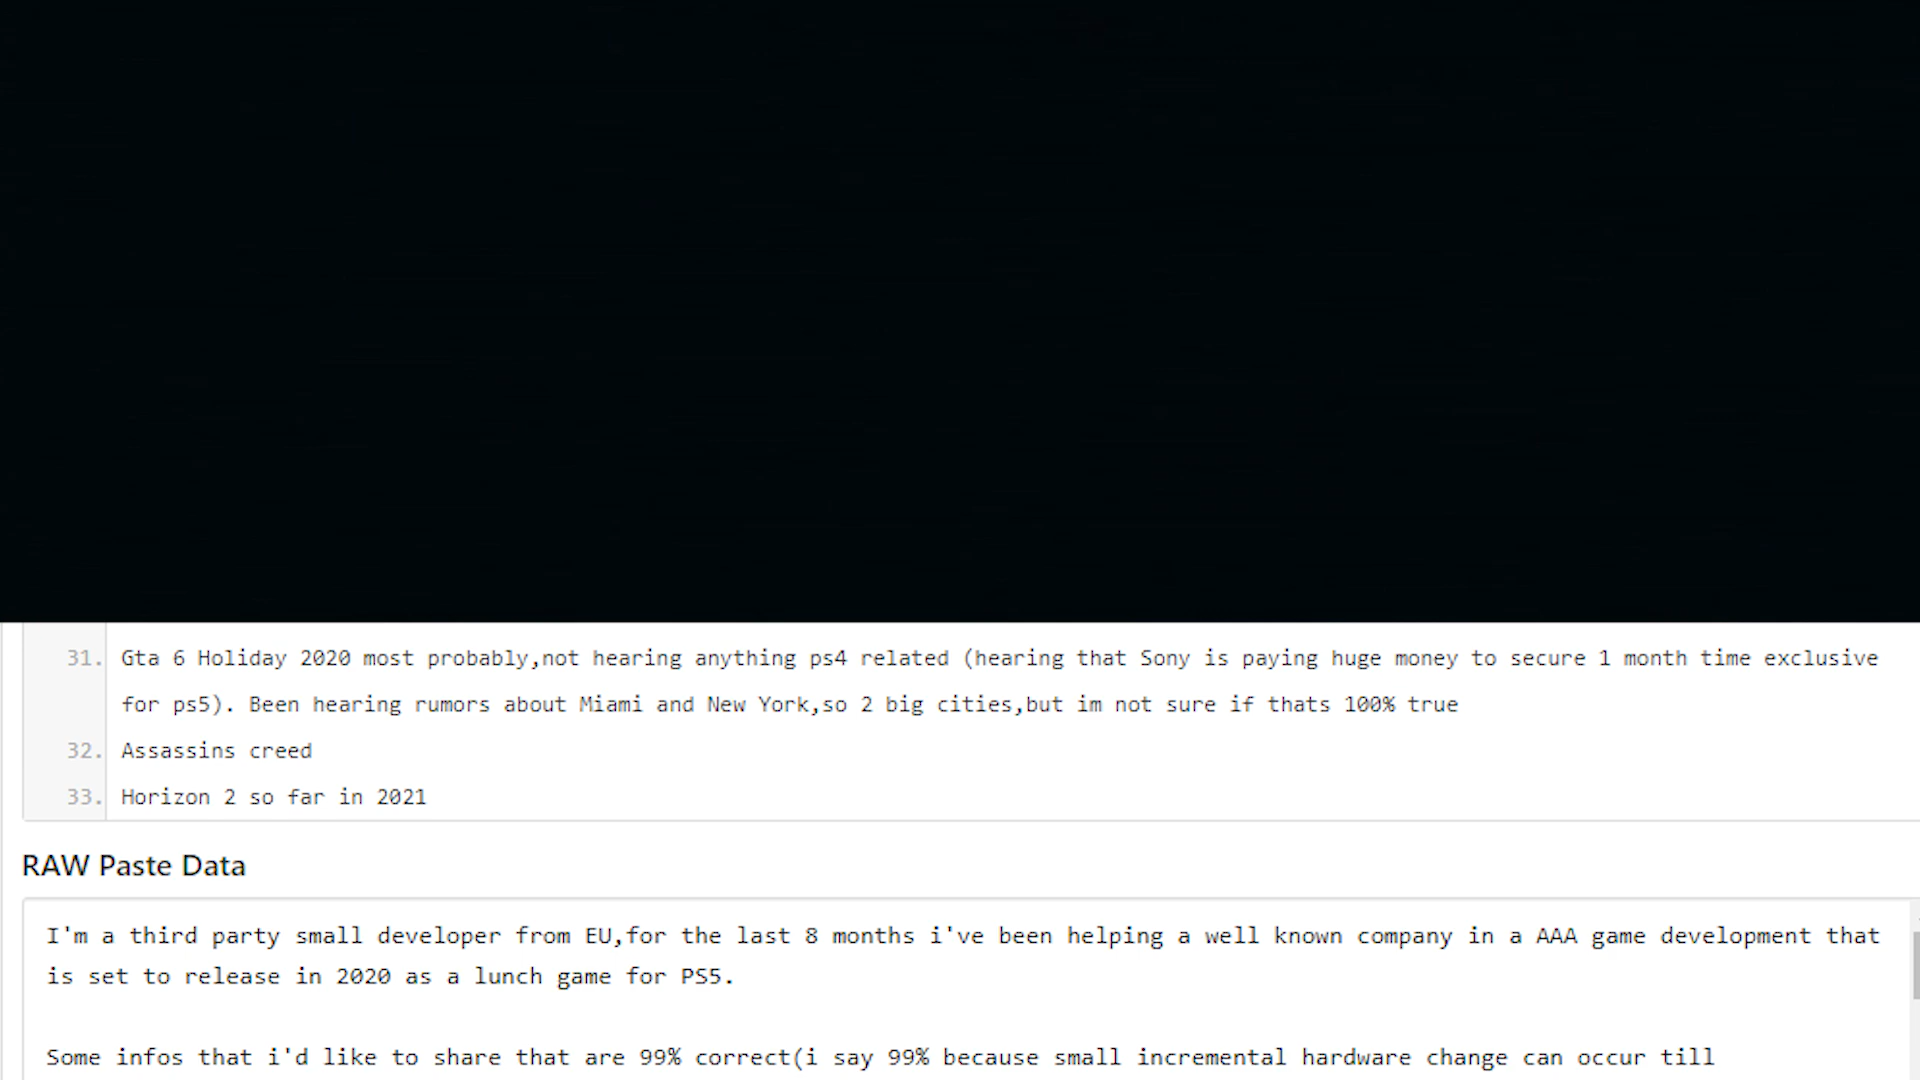 31. Gta 6 Holiday 2020 most probably,not hearing anything ps4 related (hearing that Sony is paying huge money to secure 1 month time exclusive
for ps5). Been hearing rumors about Miami and New York,so 2 big cities,but im not sure if thats 100% true
32. Assassins creed
33. Horizon 2 so far in 2021
RAW Paste Data
I'm a third party small developer from EU,for the last 8 months i've been helping a well known company in a AAA game development that
is set to release in 2020 as a lunch game for PS5.
Some infos that i'd like to share that are 99% correct(i say 99% because small incremental hardware change can occur till